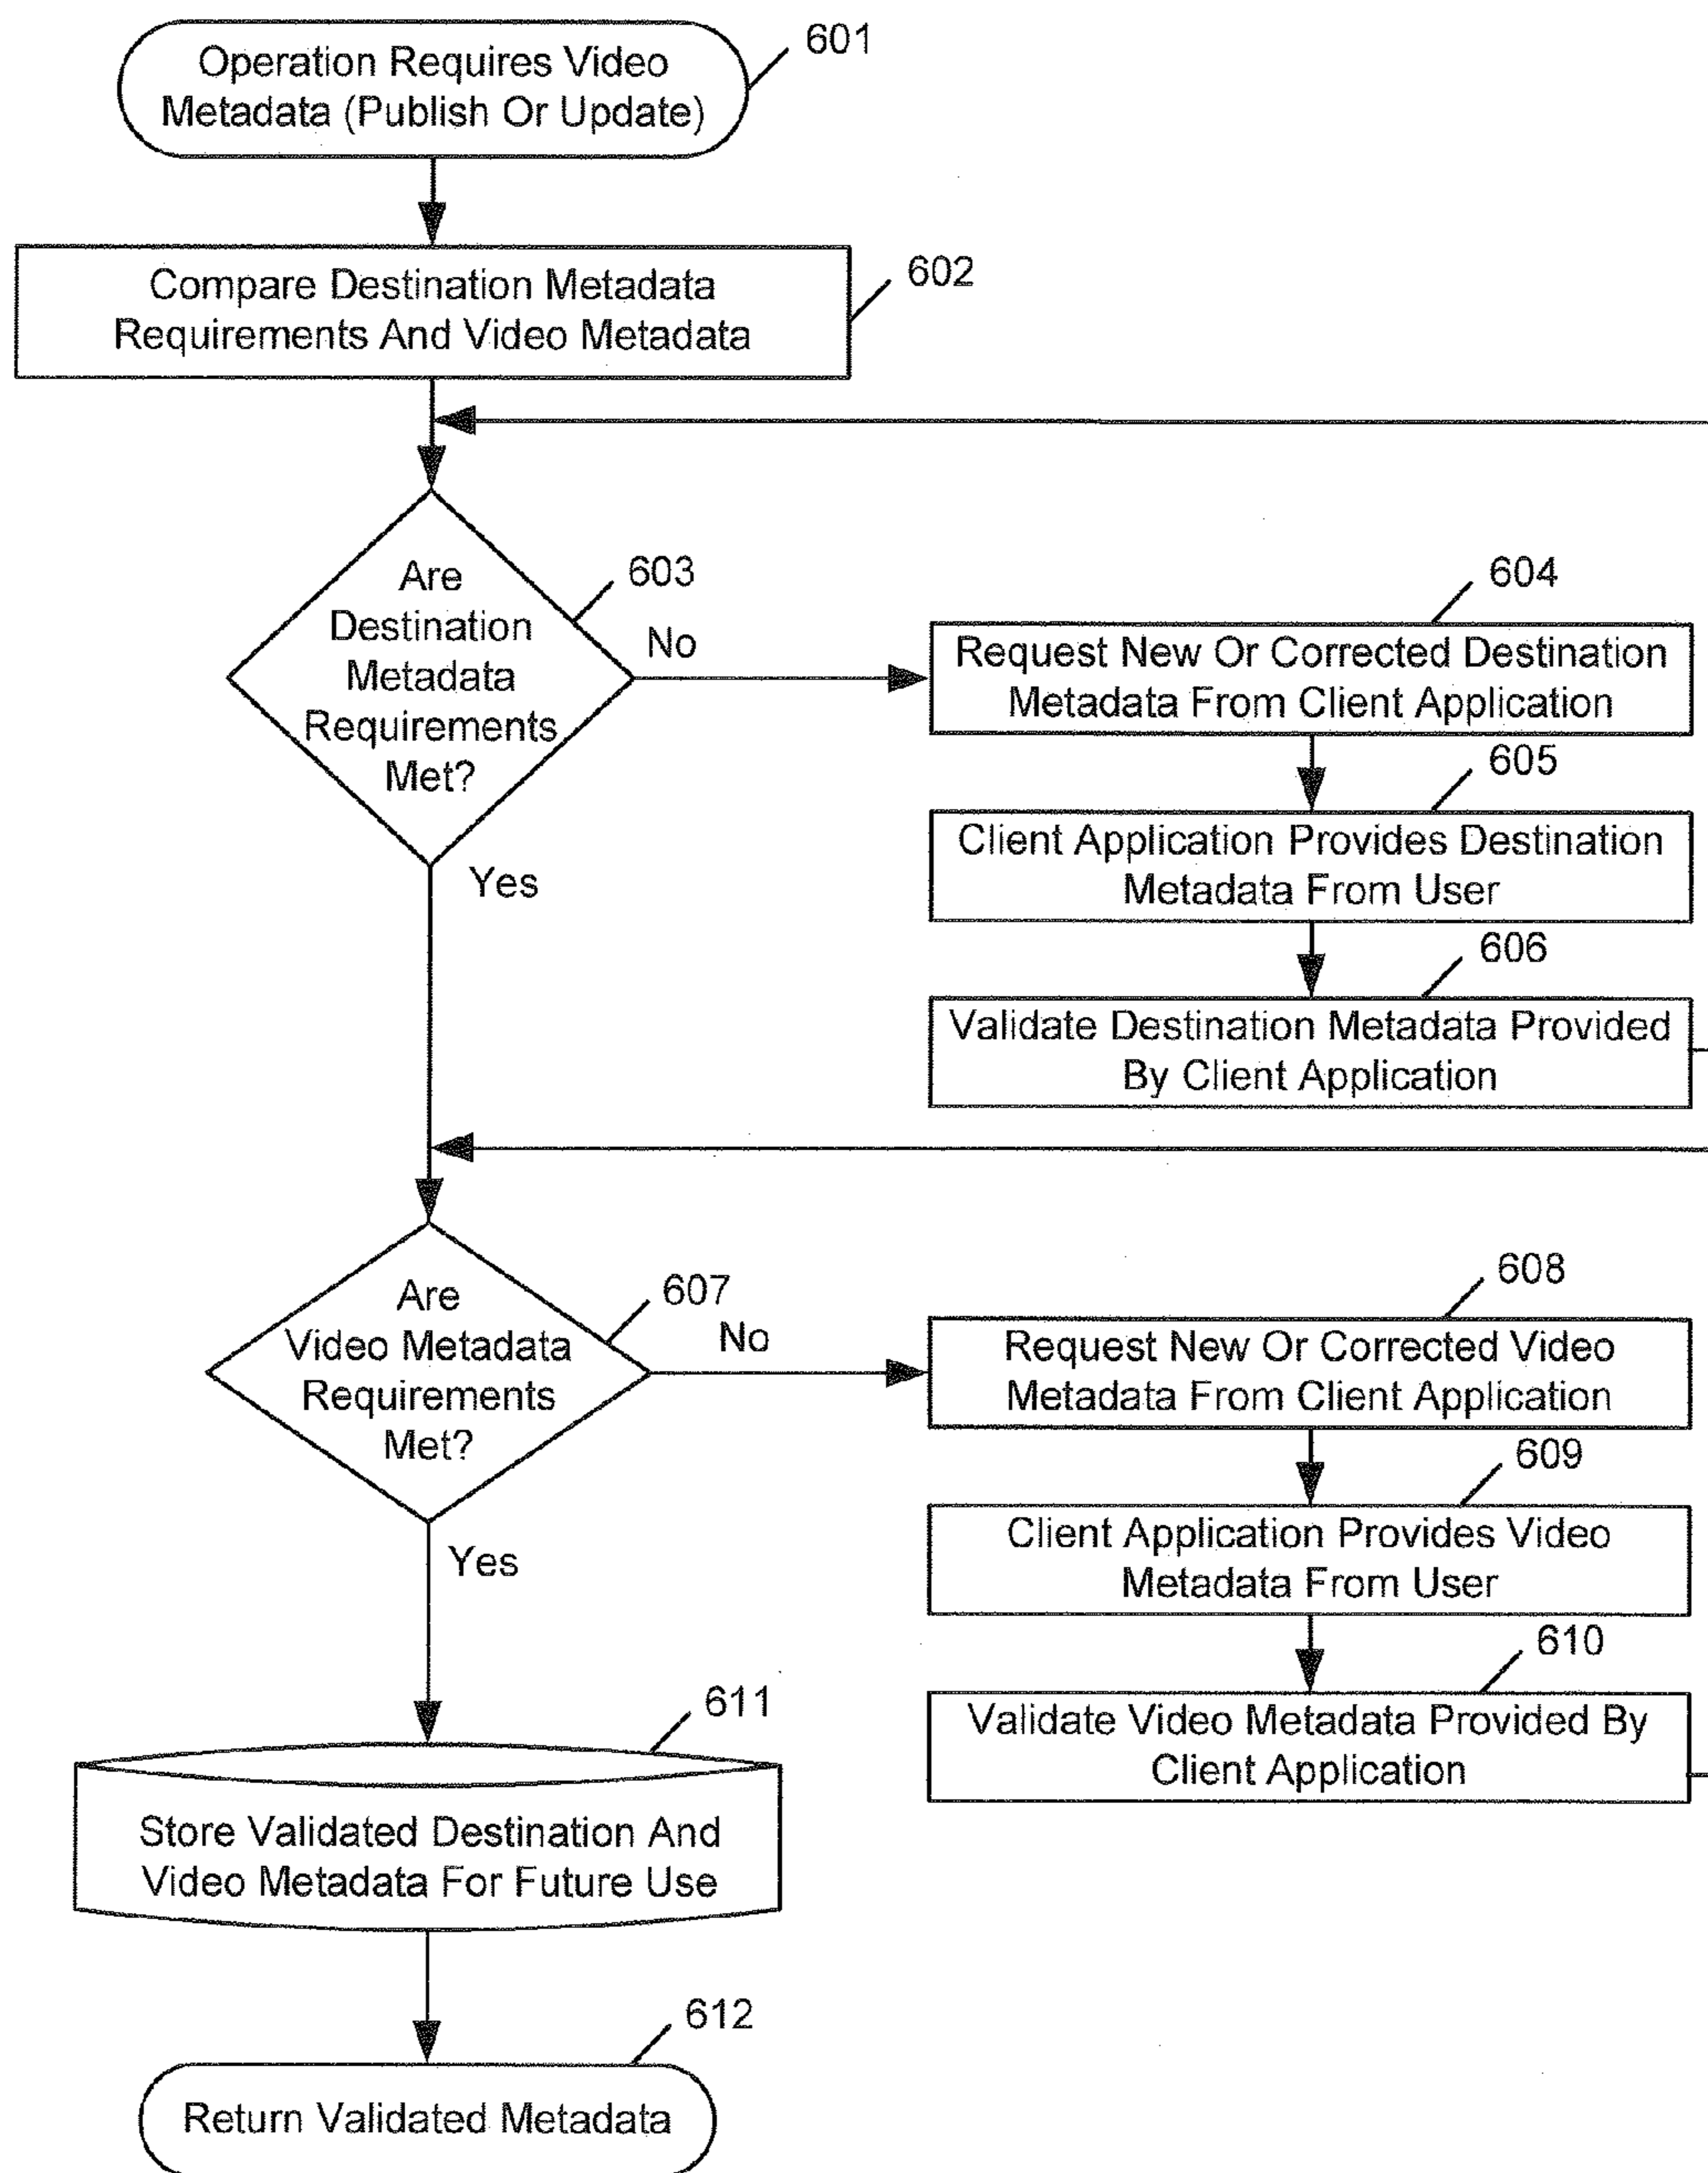 601
Operation Requires Video
Metadata (Publish Or Update)
602
Compare Destination Metadata
Requirements And Video Metadata
603
Are
Destination
Metadata
Requirements
Met?
No
Yes
604
Request New Or Corrected Destination
Metadata From Client Application
605
Client Application Provides Destination
Metadata From User
606
Validate Destination Metadata Provided
By Client Application
607
Are
Video Metadata
Requirements
Met?
No
Yes
608
Request New Or Corrected Video
Metadata From Client Application
609
Client Application Provides Video
Metadata From User
610
Validate Video Metadata Provided By
Client Application
611
Store Validated Destination And
Video Metadata For Future Use
612
Return Validated Metadata